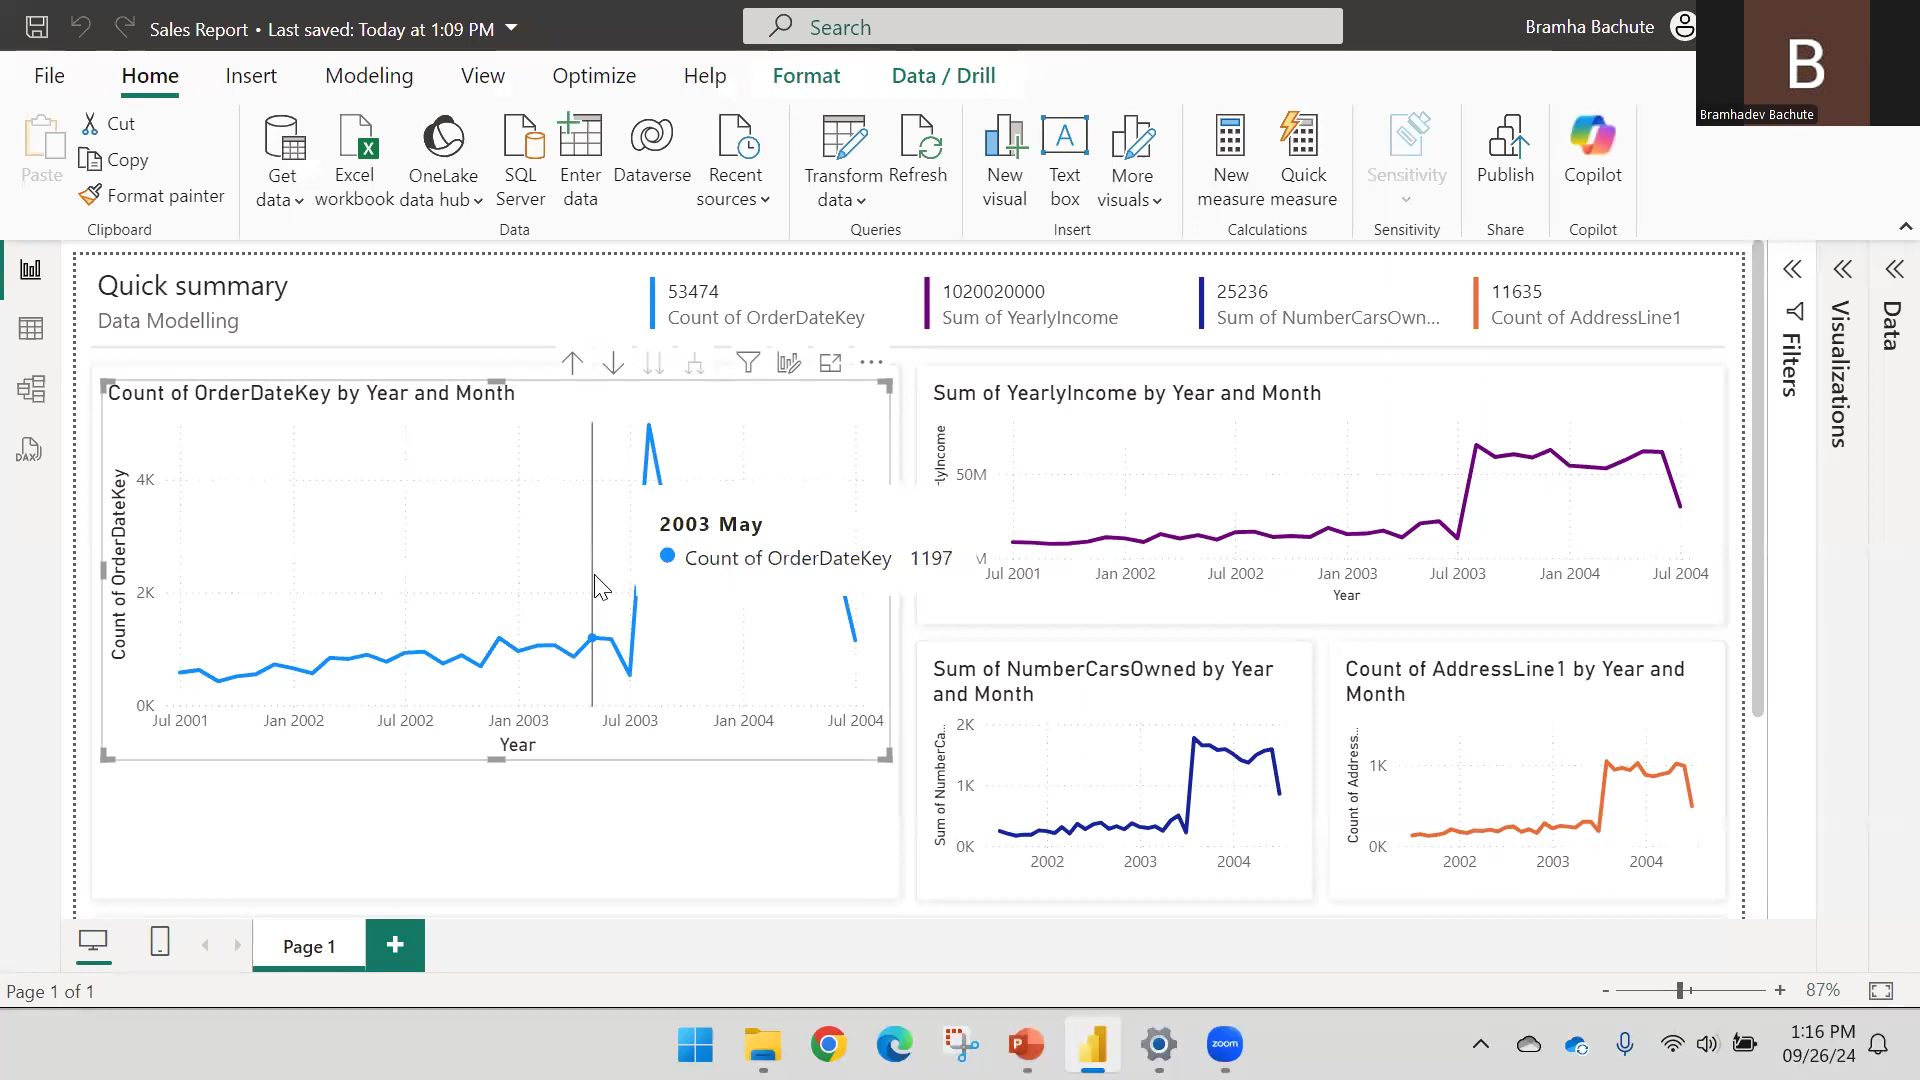 Sales Report • Last saved: Today at 1:09 PM
Search
Bramha Bachute
B
Bramhadev Bachute
File
Home
Insert
Modeling
View
Optimize
Help
Format
Data / Drill
Paste
Cut
Copy
Format painter
Clipboard
Get data
Excel workbook
OneLake data hub
SQL Server
Enter data
Dataverse
Recent sources
Data
Transform data
Refresh
Queries
New visual
Text box
More visuals
Insert
New measure
Quick measure
Calculations
Sensitivity
Sensitivity
Publish
Share
Copilot
Copilot
DAX
Quick summary
Data Modelling
53474
Count of OrderDateKey
1020020000
Sum of YearlyIncome
25236
Sum of NumberCarsOwn...
11635
Count of AddressLine1
Filters
Visualizations
Data
Count of OrderDateKey by Year and Month
Count of OrderDateKey
4K
2K
0K
Jul 2001
Jan 2002
Jul 2002
Jan 2003
Jul 2003
Jan 2004
Jul 2004
Year
2003 May
Count of OrderDateKey 1197
Sum of YearlyIncome by Year and Month
lyIncome
50M
M
Jul 2001
Jan 2002
Jul 2002
Jan 2003
Jul 2003
Jan 2004
Jul 2004
Year
Sum of NumberCarsOwned by Year
and Month
Sum of NumberCa...
2K
1K
0K
2002
2003
2004
Count of AddressLine1 by Year and
Month
Count of Address...
1K
0K
2002
2003
2004
Page 1
+
Page 1 of 1
- + 87%
P
zoom
1:16 PM
09/26/24